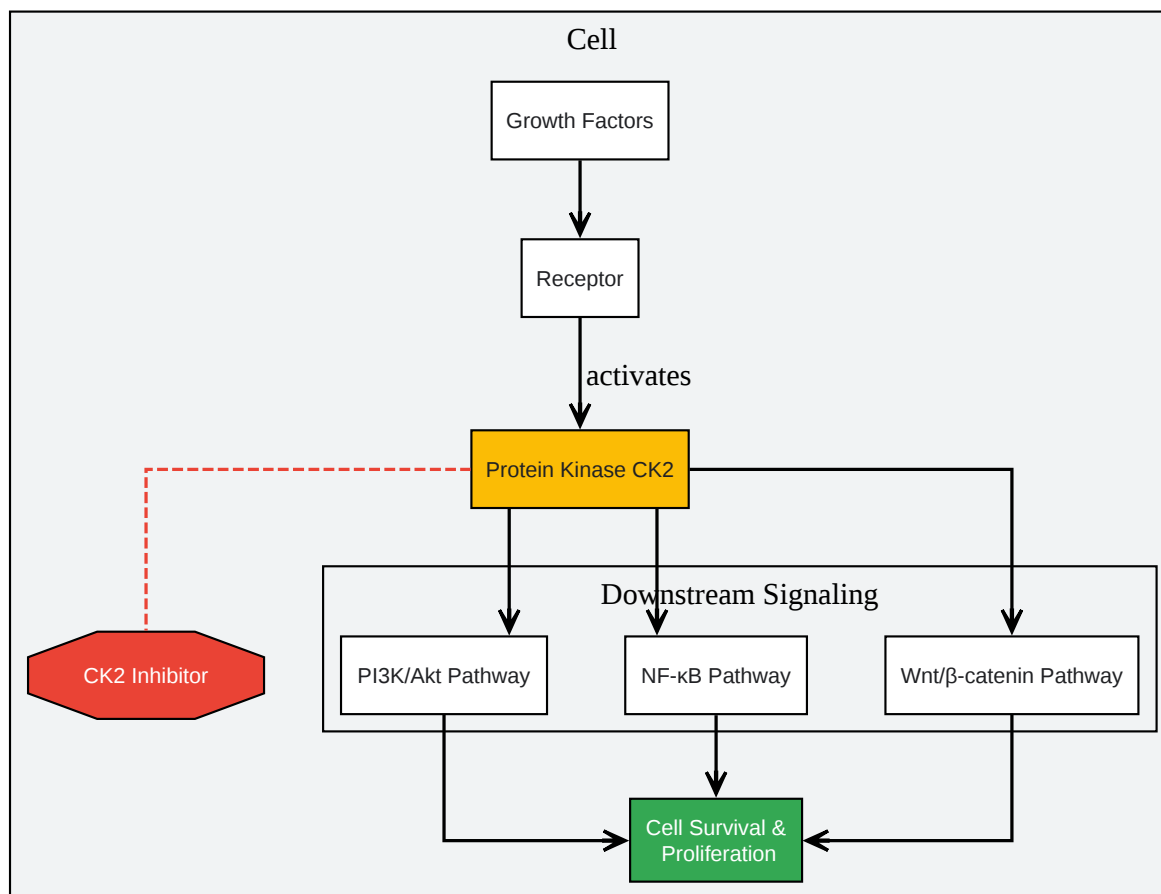 Cell
Growth Factors
Receptor
activates
Protein Kinase CK2
Downstream Signaling
CK2 Inhibitor
PI3K/Akt Pathway
NF-κB Pathway
Wnt/β-catenin Pathway
Cell Survival &
Proliferation